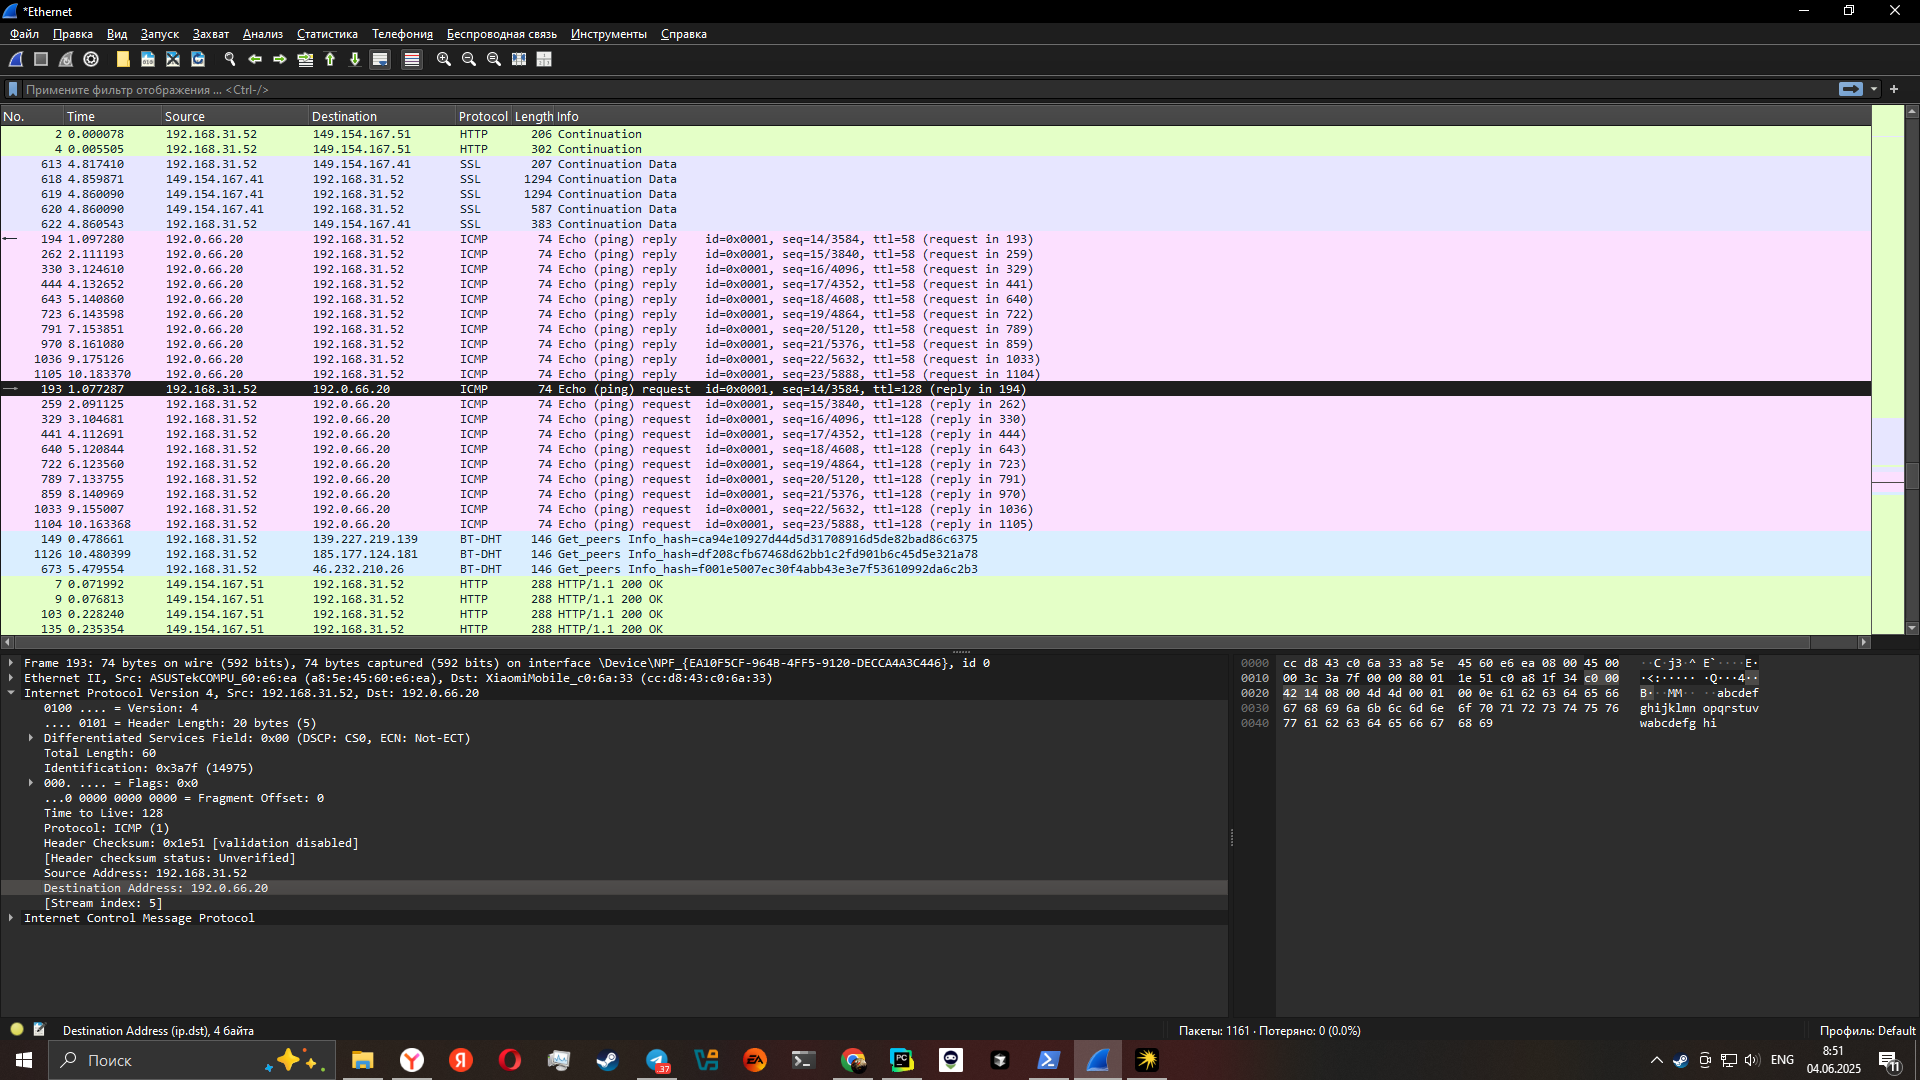 *Ethernet
Файл Правка Вид Запуск Захват Анализ Статистика Телефония Беспроводная связь Инструменты Справка
Примените фильтр отображения ... <Ctrl-/>
No. Time Source Destination Protocol Length Info
2 0.000078 192.168.31.52 149.154.167.51 HTTP 206 Continuation
4 0.005505 192.168.31.52 149.154.167.51 HTTP 302 Continuation
613 4.817410 192.168.31.52 149.154.167.41 SSL 207 Continuation Data
618 4.859871 149.154.167.41 192.168.31.52 SSL 1294 Continuation Data
619 4.860090 149.154.167.41 192.168.31.52 SSL 1294 Continuation Data
620 4.860090 149.154.167.41 192.168.31.52 SSL 587 Continuation Data
622 4.860543 192.168.31.52 149.154.167.41 SSL 383 Continuation Data
194 1.097280 192.0.66.20 192.168.31.52 ICMP 74 Echo (ping) reply id=0x0001, seq=14/3584, ttl=58 (request in 193)
262 2.111193 192.0.66.20 192.168.31.52 ICMP 74 Echo (ping) reply id=0x0001, seq=15/3840, ttl=58 (request in 259)
330 3.124610 192.0.66.20 192.168.31.52 ICMP 74 Echo (ping) reply id=0x0001, seq=16/4096, ttl=58 (request in 329)
444 4.132652 192.0.66.20 192.168.31.52 ICMP 74 Echo (ping) reply id=0x0001, seq=17/4352, ttl=58 (request in 441)
643 5.140860 192.0.66.20 192.168.31.52 ICMP 74 Echo (ping) reply id=0x0001, seq=18/4608, ttl=58 (request in 640)
723 6.143598 192.0.66.20 192.168.31.52 ICMP 74 Echo (ping) reply id=0x0001, seq=19/4864, ttl=58 (request in 722)
791 7.153851 192.0.66.20 192.168.31.52 ICMP 74 Echo (ping) reply id=0x0001, seq=20/5120, ttl=58 (request in 789)
970 8.161080 192.0.66.20 192.168.31.52 ICMP 74 Echo (ping) reply id=0x0001, seq=21/5376, ttl=58 (request in 859)
1036 9.175126 192.0.66.20 192.168.31.52 ICMP 74 Echo (ping) reply id=0x0001, seq=22/5632, ttl=58 (request in 1033)
1105 10.183370 192.0.66.20 192.168.31.52 ICMP 74 Echo (ping) reply id=0x0001, seq=23/5888, ttl=58 (request in 1104)
193 1.077287 192.168.31.52 192.0.66.20 ICMP 74 Echo (ping) request id=0x0001, seq=14/3584, ttl=128 (reply in 194)
259 2.091125 192.168.31.52 192.0.66.20 ICMP 74 Echo (ping) request id=0x0001, seq=15/3840, ttl=128 (reply in 262)
329 3.104681 192.168.31.52 192.0.66.20 ICMP 74 Echo (ping) request id=0x0001, seq=16/4096, ttl=128 (reply in 330)
441 4.112691 192.168.31.52 192.0.66.20 ICMP 74 Echo (ping) request id=0x0001, seq=17/4352, ttl=128 (reply in 444)
640 5.120844 192.168.31.52 192.0.66.20 ICMP 74 Echo (ping) request id=0x0001, seq=18/4608, ttl=128 (reply in 643)
722 6.123560 192.168.31.52 192.0.66.20 ICMP 74 Echo (ping) request id=0x0001, seq=19/4864, ttl=128 (reply in 723)
789 7.133755 192.168.31.52 192.0.66.20 ICMP 74 Echo (ping) request id=0x0001, seq=20/5120, ttl=128 (reply in 791)
859 8.140969 192.168.31.52 192.0.66.20 ICMP 74 Echo (ping) request id=0x0001, seq=21/5376, ttl=128 (reply in 970)
1033 9.155007 192.168.31.52 192.0.66.20 ICMP 74 Echo (ping) request id=0x0001, seq=22/5632, ttl=128 (reply in 1036)
1104 10.163368 192.168.31.52 192.0.66.20 ICMP 74 Echo (ping) request id=0x0001, seq=23/5888, ttl=128 (reply in 1105)
149 0.478661 192.168.31.52 139.227.219.139 BT-DHT 146 Get_peers Info_hash=ca94e10927d44d5d31708916d5de82bad86c6375
1126 10.480399 192.168.31.52 185.177.124.181 BT-DHT 146 Get_peers Info_hash=df208cfb67468d62bb1c2fd901b6c45d5e321a78
673 5.479554 192.168.31.52 46.232.210.26 BT-DHT 146 Get_peers Info_hash=f001e5007ec30f4abb43e3e7f53610992da6c2b3
7 0.071992 149.154.167.51 192.168.31.52 HTTP 288 HTTP/1.1 200 OK
9 0.076813 149.154.167.51 192.168.31.52 HTTP 288 HTTP/1.1 200 OK
103 0.228240 149.154.167.51 192.168.31.52 HTTP 288 HTTP/1.1 200 OK
135 0.235354 149.154.167.51 192.168.31.52 HTTP 288 HTTP/1.1 200 OK
Frame 193: 74 bytes on wire (592 bits), 74 bytes captured (592 bits) on interface \Device\NPF_{EA10F5CF-964B-4FF5-9120-DECCA4A3C446}, id 0
Ethernet II, Src: ASUSTekCOMPU_60:e6:ea (a8:5e:45:60:e6:ea), Dst: XiaomiMobile_c0:6a:33 (cc:d8:43:c0:6a:33)
Internet Protocol Version 4, Src: 192.168.31.52, Dst: 192.0.66.20
0100 .... = Version: 4
.... 0101 = Header Length: 20 bytes (5)
Differentiated Services Field: 0x00 (DSCP: CS0, ECN: Not-ECT)
Total Length: 60
Identification: 0x3a7f (14975)
000. .... = Flags: 0x0
...0 0000 0000 0000 = Fragment Offset: 0
Time to Live: 128
Protocol: ICMP (1)
Header Checksum: 0x1e51 [validation disabled]
[Header checksum status: Unverified]
Source Address: 192.168.31.52
Destination Address: 192.0.66.20
[Stream index: 5]
Internet Control Message Protocol
0000 cc d8 43 c0 6a 33 a8 5e 45 60 e6 ea 08 00 45 00 ··C·j3·^ E`····E·
0010 00 3c 3a 7f 00 00 80 01 1e 51 c0 a8 1f 34 c0 00 ·<:····· ·Q···4··
0020 42 14 08 00 4d 4d 00 01 00 0e 61 62 63 64 65 66 B···MM·· ··abcdef
0030 67 68 69 6a 6b 6c 6d 6e 6f 70 71 72 73 74 75 76 ghijklmn opqrstuv
0040 77 61 62 63 64 65 66 67 68 69 wabcdefg hi
Destination Address (ip.dst), 4 байта
Пакеты: 1161 · Потеряно: 0 (0.0%)
Профиль: Default
Поиск
37
ENG
8:51
04.06.2025
11